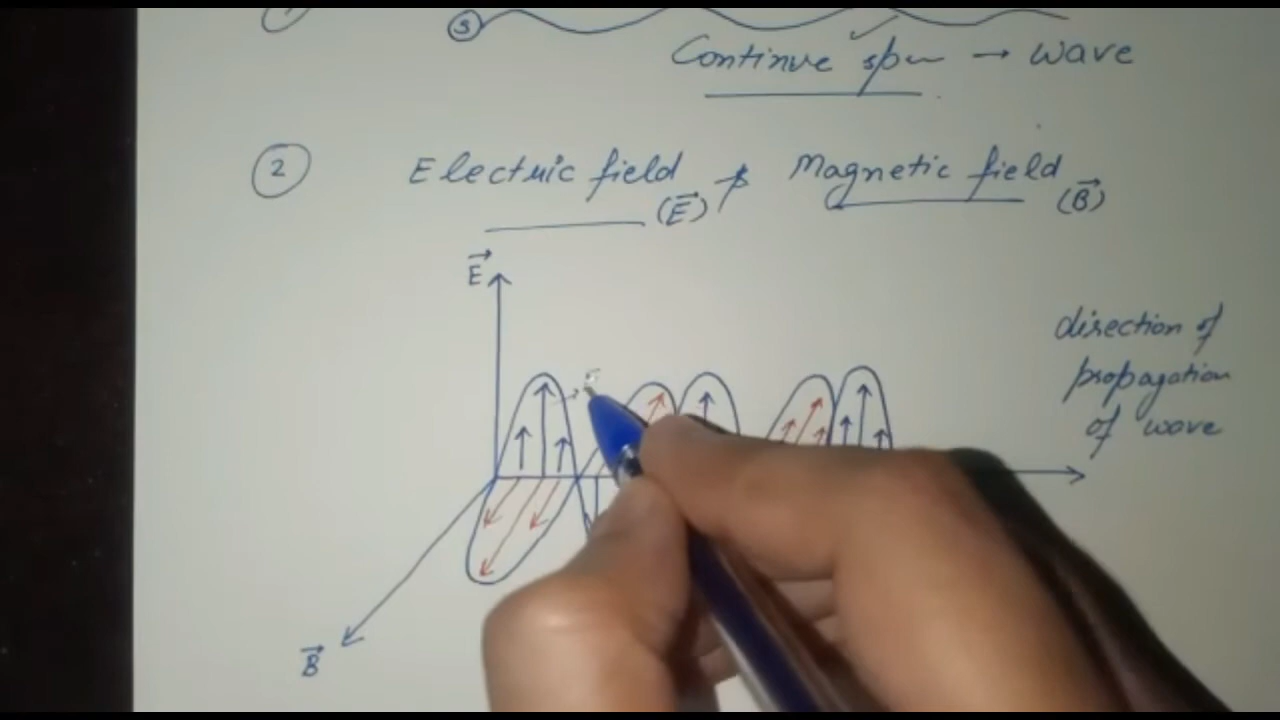 S
Continue → wave
2 Electric field & Magnetic field
(E⃗) (B⃗)
E⃗
direction of
propagation
of wave
B⃗